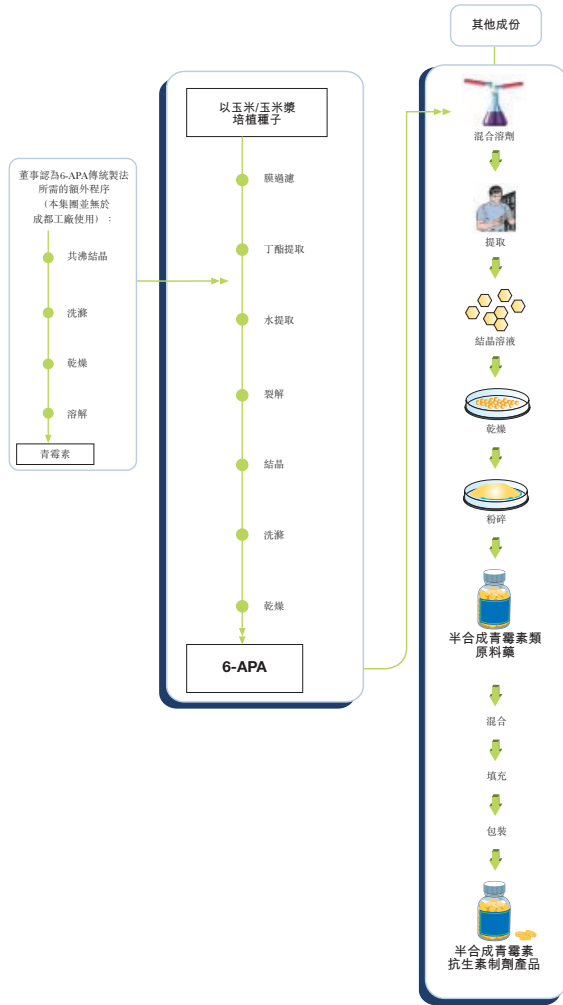 董事認為6-APA傳統製法
所需的額外程序
（本集團並無於
成都工廠使用）：
共沸結晶
洗滌
乾燥
溶解
青霉素
以玉米/玉米漿
培植種子
膜過濾
丁酯提取
水提取
裂解
結晶
洗滌
乾燥
6-APA
其他成份
混合溶劑
提取
結晶溶液
乾燥
粉碎
半合成青霉素類
原料藥
混合
填充
包裝
半合成青霉素
抗生素制劑產品